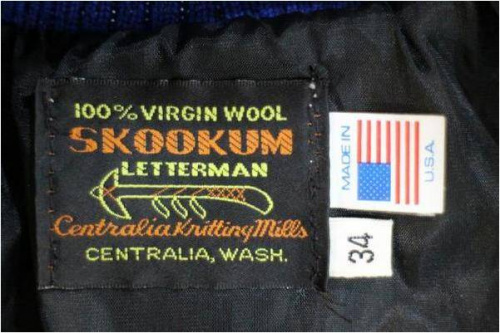 100% VIRGIN WOOL
SKOOKUM
LETTERMAN
Centralia Knitting Mills
CENTRALIA, WASH.
MADE IN
U.S.A.
34